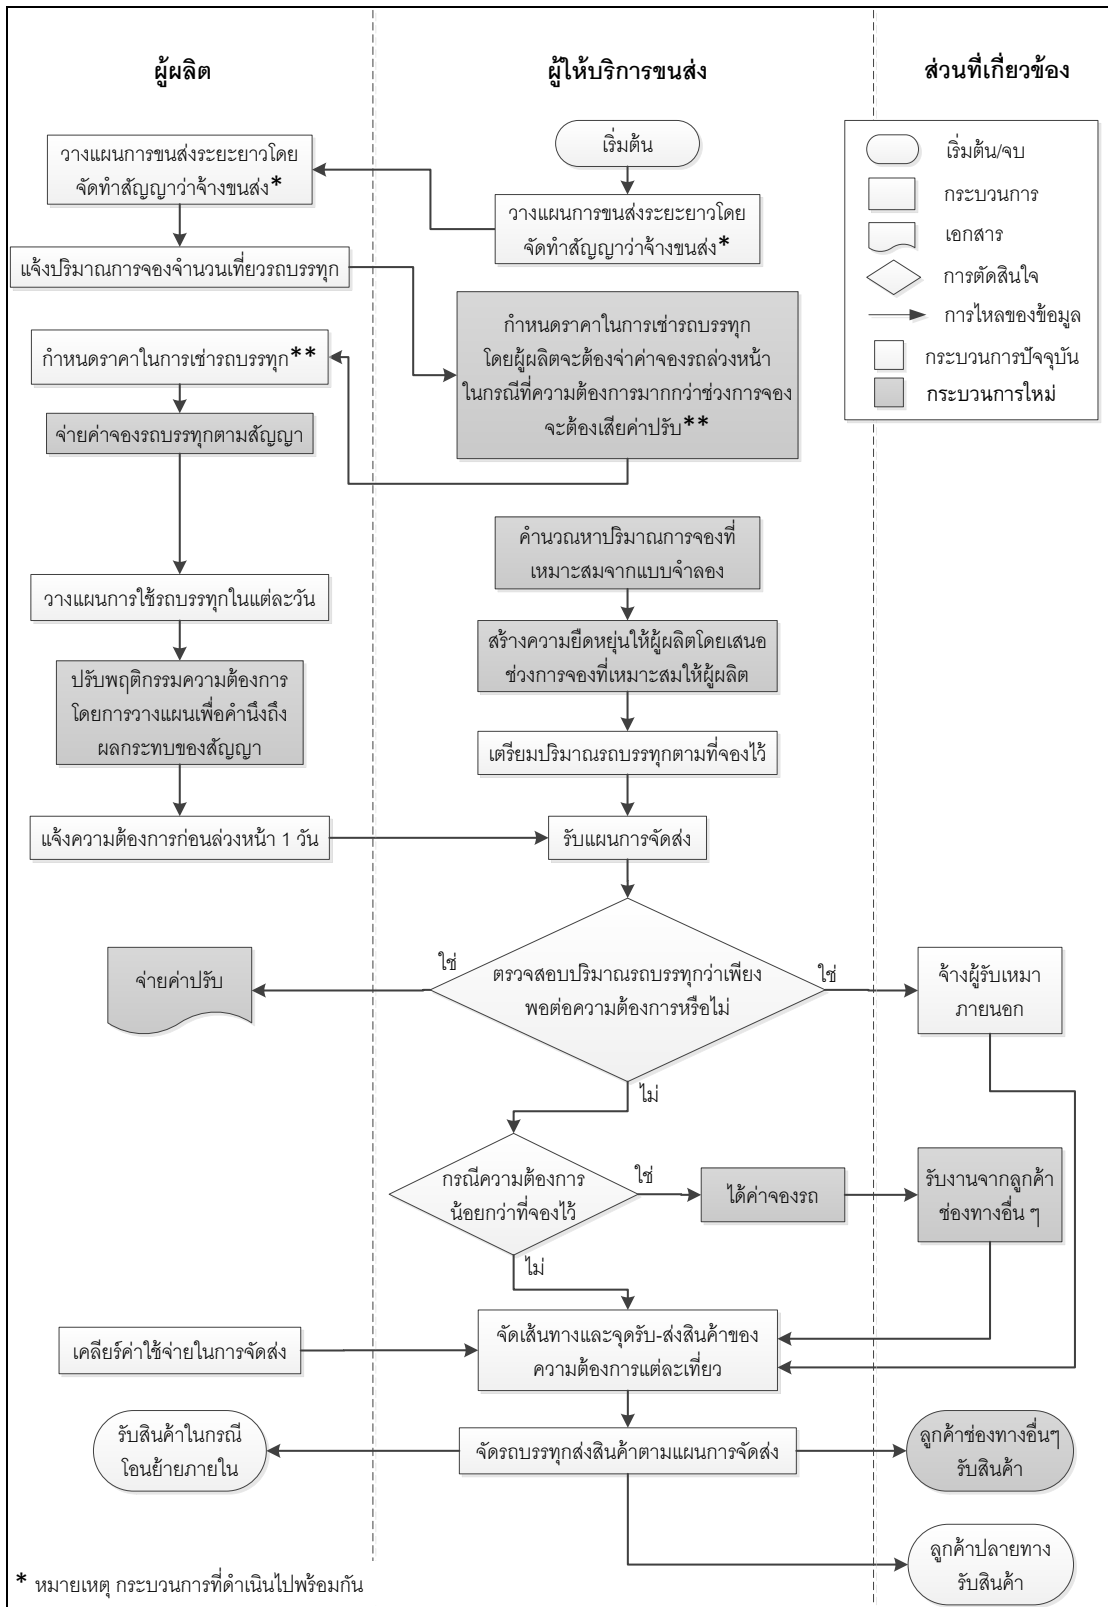 ผู้ผลิต
ผู้ให้บริการขนส่ง
ส่วนที่เกี่ยวข้อง
เริ่มต้น
วางแผนการขนส่งระยะยาวโดย
จัดทำสัญญาว่าจ้างขนส่ง*
วางแผนการขนส่งระยะยาวโดย
จัดทำสัญญาว่าจ้างขนส่ง*
แจ้งปริมาณการจองจำนวนเที่ยวรถบรรทุก
กำหนดราคาในการเช่ารถบรรทุก
โดยผู้ผลิตจะต้องจ่าค่าจองรถล่วงหน้า
ในกรณีที่ความต้องการมากกว่าช่วงการจอง
จะต้องเสียค่าปรับ**
กำหนดราคาในการเช่ารถบรรทุก**
จ่ายค่าจองรถบรรทุกตามสัญญา
เริ่มต้น/จบ
กระบวนการ
เอกสาร
การตัดสินใจ
การไหลของข้อมูล
กระบวนการปัจจุบัน
กระบวนการใหม่
คำนวณหาปริมาณการจองที่
เหมาะสมจากแบบจำลอง
วางแผนการใช้รถบรรทุกในแต่ละวัน
สร้างความยืดหยุ่นให้ผู้ผลิตโดยเสนอ
ช่วงการจองที่เหมาะสมให้ผู้ผลิต
ปรับพฤติกรรมความต้องการ
โดยการวางแผนเพื่อคำนึงถึง
ผลกระทบของสัญญา
เตรียมปริมาณรถบรรทุกตามที่จองไว้
แจ้งความต้องการก่อนล่วงหน้า 1 วัน
รับแผนการจัดส่ง
ใช่
ตรวจสอบปริมาณรถบรรทุกว่าเพียง
พอต่อความต้องการหรือไม่
ใช่
จ่ายค่าปรับ
จ้างผู้รับเหมา
ภายนอก
ไม่
กรณีความต้องการ
น้อยกว่าที่จองไว้
ใช่
ได้ค่าจองรถ
รับงานจากลูกค้า
ช่องทางอื่น ๆ
ไม่
เคลียร์ค่าใช้จ่ายในการจัดส่ง
จัดเส้นทางและจุดรับ-ส่งสินค้าของ
ความต้องการแต่ละเที่ยว
รับสินค้าในกรณี
โอนย้ายภายใน
จัดรถบรรทุกส่งสินค้าตามแผนการจัดส่ง
ลูกค้าช่องทางอื่นๆ
รับสินค้า
ลูกค้าปลายทาง
รับสินค้า
* หมายเหตุ กระบวนการที่ดำเนินไปพร้อมกัน